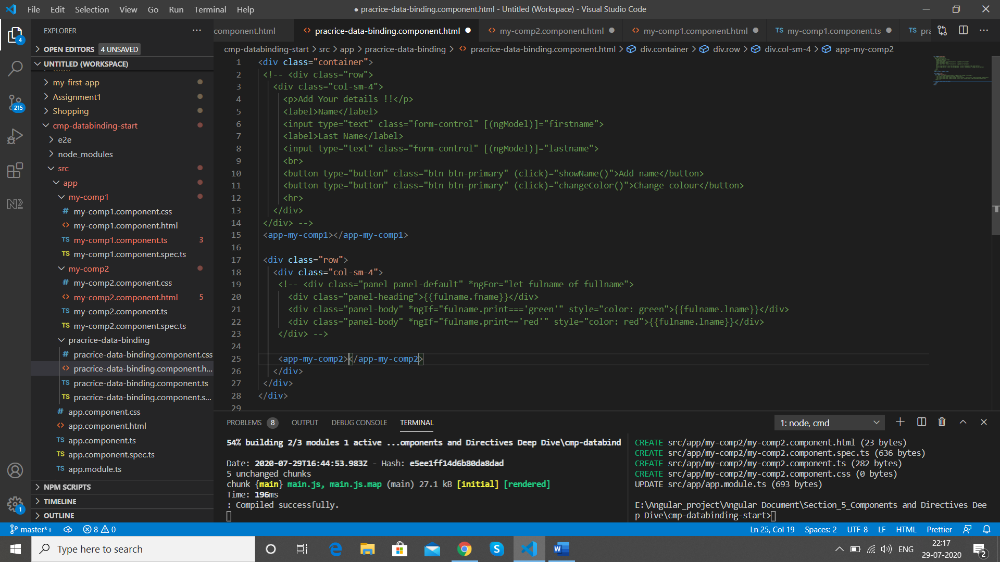 File Edit Selection View Go Run Terminal Help
● pracrice-data-binding.component.html - Untitled (Workspace) - Visual Studio Code
EXPLORER
component.html
pracrice-data-binding.component.html
my-comp2.component.html
my-comp1.component.html
TS my-comp1.component.ts
TS pra
OPEN EDITORS 4 UNSAVED
UNTITLED (WORKSPACE)
my-first-app
Assignment1
Shopping
cmp-databinding-start
e2e
node_modules
src
app
my-comp1
# my-comp1.component.css
<> my-comp1.component.html
TS my-comp1.component.ts 3
TS my-comp1.component.spec.ts
my-comp2
# my-comp2.component.css
<> my-comp2.component.html 5
TS my-comp2.component.ts
TS my-comp2.component.spec.ts
pracrice-data-binding
# pracrice-data-binding.component.css
<> pracrice-data-binding.component.h...
TS pracrice-data-binding.component.ts
TS pracrice-data-binding.component.s...
# app.component.css
<> app.component.html
TS app.component.ts
TS app.component.spec.ts
TS app.module.ts
NPM SCRIPTS
TIMELINE
OUTLINE
4
215
1
cmp-databinding-start > src > app > pracrice-data-binding > <> pracrice-data-binding.component.html > div.container > div.row > div.col-sm-4 > app-my-comp2
1 <div class="container">
2 <!-- <div class="row">
3 <div class="col-sm-4">
4 <p>Add Your details !!</p>
5 <label>Name</label>
6 <input type="text" class="form-control" [(ngModel)]="firstname">
7 <label>Last Name</label>
8 <input type="text" class="form-control" [(ngModel)]="lastname">
9 <br>
10 <button type="button" class="btn btn-primary" (click)="showName()">Add name</button>
11 <button type="button" class="btn btn-primary" (click)="changeColor()">Change colour</button>
12 <hr>
13 </div>
14 </div> -->
15 <app-my-comp1></app-my-comp1>
16
17 <div class="row">
18 <div class="col-sm-4">
19 <!-- <div class="panel panel-default" *ngFor="let fulname of fullname">
20 <div class="panel-heading">{{fulname.fname}}</div>
21 <div class="panel-body" *ngIf="fulname.print==='green'" style="color: green">{{fulname.lname}}</div>
22 <div class="panel-body" *ngIf="fulname.print=='red'" style="color: red">{{fulname.lname}}</div>
23 </div> -->
24
25 <app-my-comp2></app-my-comp2>
26 </div>
27 </div>
28 </div>
29
PROBLEMS 8 OUTPUT DEBUG CONSOLE TERMINAL
1: node, cmd
54% building 2/3 modules 1 active ...omponents and Directives Deep Dive\cmp-databind
Date: 2020-07-29T16:44:53.983Z - Hash: e5ee1ff14d6b80da8dad
5 unchanged chunks
chunk {main} main.js, main.js.map (main) 27.1 kB [initial] [rendered]
Time: 196ms
: Compiled successfully.
CREATE src/app/my-comp2/my-comp2.component.html (23 bytes)
CREATE src/app/my-comp2/my-comp2.component.spec.ts (636 bytes)
CREATE src/app/my-comp2/my-comp2.component.ts (282 bytes)
CREATE src/app/my-comp2/my-comp2.component.css (0 bytes)
UPDATE src/app/app.module.ts (693 bytes)
E:\Angular_project\Angular Document\Section_5_Components and Directives Dee
p Dive\cmp-databinding-start>
master*+ 8 0
Ln 25, Col 19 Spaces: 2 UTF-8 LF HTML Prettier
Type here to search
ENG
22:17
29-07-2020
2